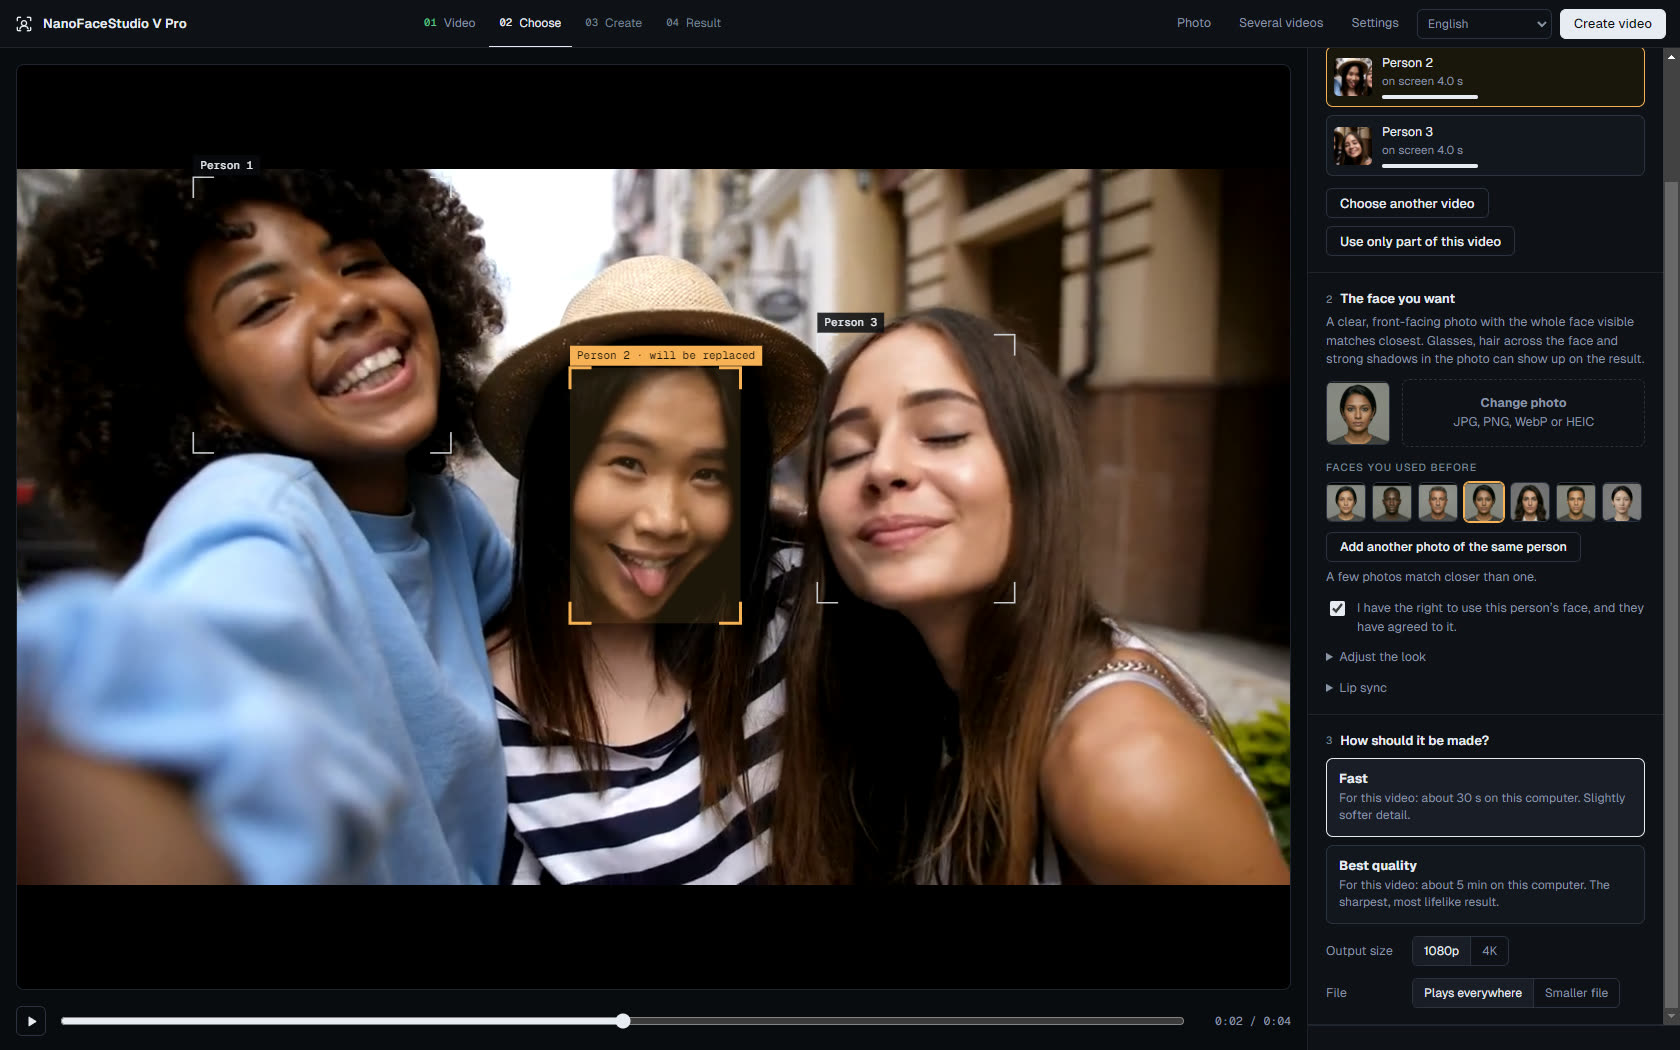 NanoFaceStudio V Pro
01 Video
02 Choose
03 Create
04 Result
Photo
Several videos
Settings
English
Create video
Person 1
Person 2 · will be replaced
Person 3
0:02 / 0:04
Person 2
on screen 4.0 s
Person 3
on screen 4.0 s
Choose another video
Use only part of this video
2 The face you want
A clear, front-facing photo with the whole face visible
matches closest. Glasses, hair across the face and
strong shadows in the photo can show up on the result.
Change photo
JPG, PNG, WebP or HEIC
FACES YOU USED BEFORE
Add another photo of the same person
A few photos match closer than one.
I have the right to use this person's face, and they
have agreed to it.
Adjust the look
Lip sync
3 How should it be made?
Fast
For this video: about 30 s on this computer. Slightly
softer detail.
Best quality
For this video: about 5 min on this computer. The
sharpest, most lifelike result.
Output size
1080p
4K
File
Plays everywhere
Smaller file